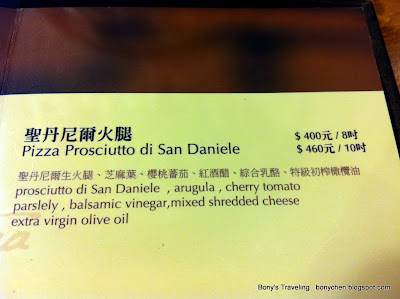 聖丹尼爾火腿 $ 400元 / 8吋
Pizza Prosciutto di San Daniele $ 460元 / 10吋
聖丹尼爾生火腿、芝麻葉、櫻桃蕃茄、紅酒醋、綜合乳酪、特級初榨橄欖油
prosciutto di San Daniele , arugula , cherry tomato
parslely , balsamic vinegar,mixed shredded cheese
extra virgin olive oil
Bony's Traveling bonychen.blogspot.com